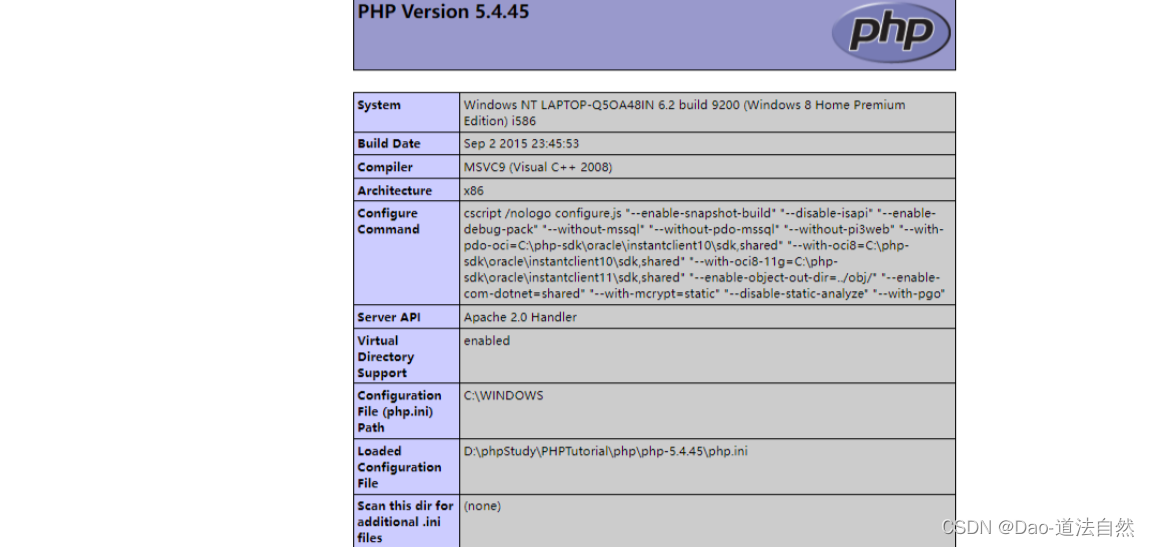 PHP Version 5.4.45
php
System
Windows NT LAPTOP-Q5OA48IN 6.2 build 9200 (Windows 8 Home Premium
Edition) i586
Build Date
Sep 2 2015 23:45:53
Compiler
MSVC9 (Visual C++ 2008)
Architecture
x86
Configure
Command
cscript /nologo configure.js "--enable-snapshot-build" "--disable-isapi" "--enable-
debug-pack" "--without-mssql" "--without-pdo-mssql" "--without-pi3web" "--with-
pdo-oci=C:\php-sdk\oracle\instantclient10\sdk,shared" "--with-oci8=C:\php-
sdk\oracle\instantclient10\sdk,shared" "--with-oci8-11g=C:\php-
sdk\oracle\instantclient11\sdk,shared" "--enable-object-out-dir=../obj/" "--enable-
com-dotnet=shared" "--with-mcrypt=static" "--disable-static-analyze" "--with-pgo"
Server API
Apache 2.0 Handler
Virtual
Directory
Support
enabled
Configuration
File (php.ini)
Path
C:\WINDOWS
Loaded
Configuration
File
D:\phpStudy\PHPTutorial\php\php-5.4.45\php.ini
Scan this dir for
additional .ini
files
(none)
CSDN @Dao-道法自然